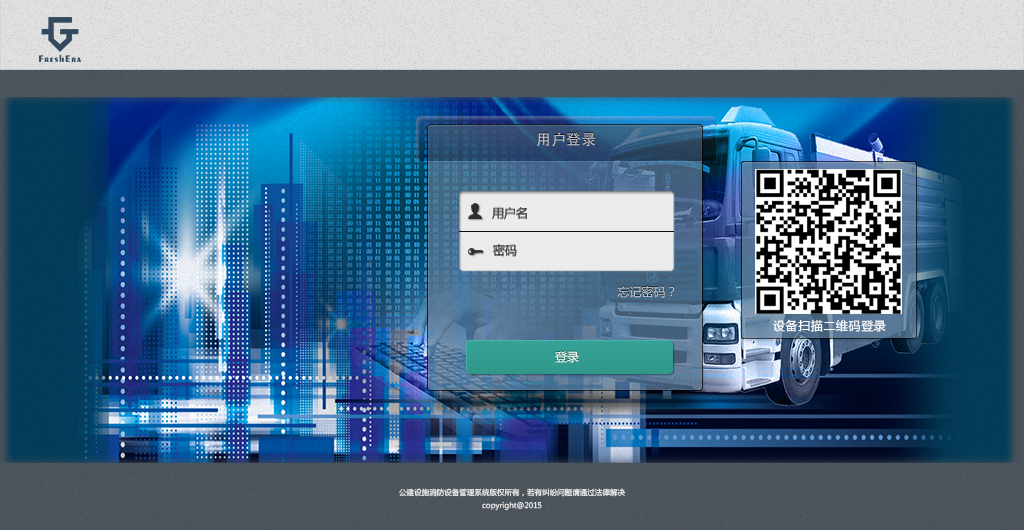 FRESHERA
用户登录
用户名
密码
忘记密码？
登录
设备扫描二维码登录
公建设施消防设备管理系统版权所有，若有纠纷问题请通过法律解决
copyright@2015